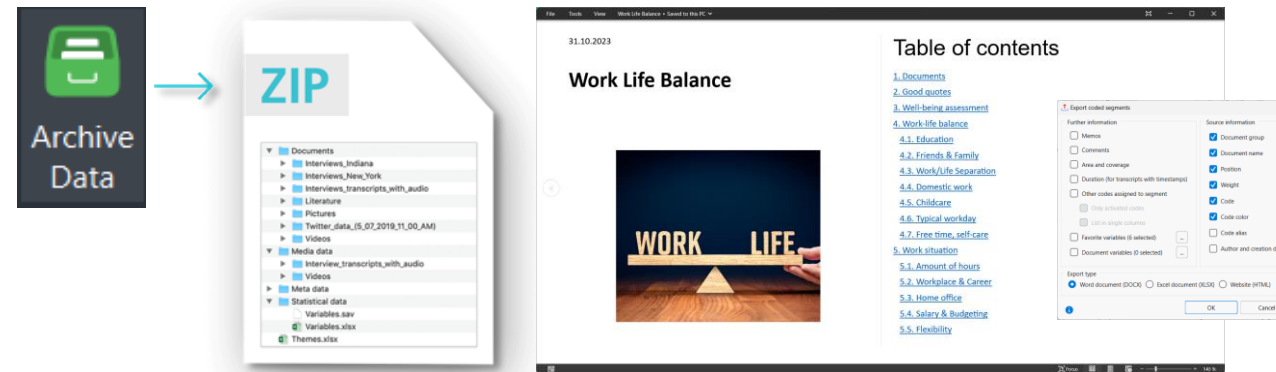 Archive
Data
ZIP
Documents
Interviews_Indiana
Interviews_New_York
Interviews_transcripts_with_audio
Literature
Pictures
Twitter_data_(5_07_2019_11_00_AM)
Videos
Media data
Interview_transcripts_with_audio
Videos
Meta data
Statistical data
Variables.sav
Variables.xlsx
Themes.xlsx
File Tools View Work Life Balance • Saved to this PC
31.10.2023
Work Life Balance
WORK LIFE
Table of contents
1. Documents
2. Good quotes
3. Well-being assessment
4. Work-life balance
4.1. Education
4.2. Friends & Family
4.3. Work/Life Separation
4.4. Domestic work
4.5. Childcare
4.6. Typical workday
4.7. Free time, self-care
5. Work situation
5.1. Amount of hours
5.2. Workplace & Career
5.3. Home office
5.4. Salary & Budgeting
5.5. Flexibility
Export coded segments
Further information
Memos
Comments
Area and coverage
Duration (for transcripts with timestamps)
Other codes assigned to segment
Only activated codes
List in single columns
Favorite variables (6 selected) ...
Document variables (0 selected) ...
Source information
Document group
Document name
Position
Weight
Code
Code color
Code alias
Author and creation d
Export type
Word document (DOCX) Excel document (XLSX) Website (HTML)
OK Cancel
Focus 140 %